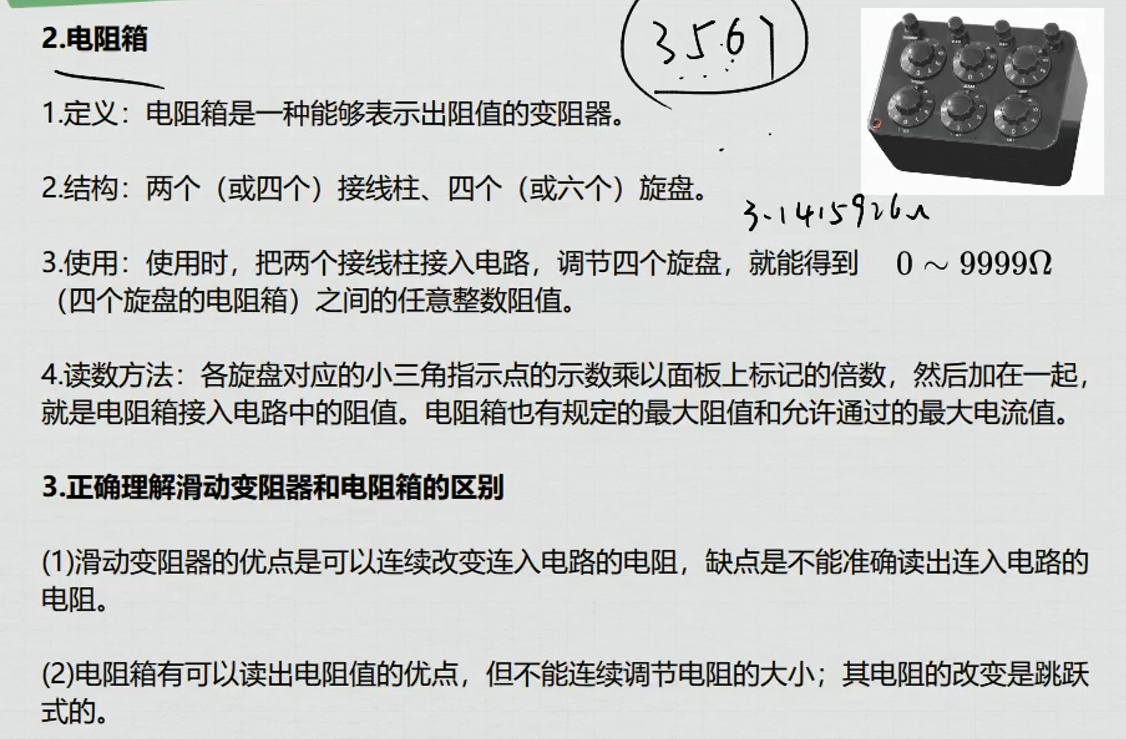 2.电阻箱
3567
1.定义：电阻箱是一种能够表示出阻值的变阻器。
2.结构：两个（或四个）接线柱、四个（或六个）旋盘。
3.1415926Ω
3.使用：使用时，把两个接线柱接入电路，调节四个旋盘，就能得到 0 ~ 9999Ω
（四个旋盘的电阻箱）之间的任意整数阻值。
4.读数方法：各旋盘对应的小三角指示点的示数乘以面板上标记的倍数，然后加在一起，
就是电阻箱接入电路中的阻值。电阻箱也有规定的最大阻值和允许通过的最大电流值。
3.正确理解滑动变阻器和电阻箱的区别
(1)滑动变阻器的优点是可以连续改变连入电路的电阻，缺点是不能准确读出连入电路的
电阻。
(2)电阻箱有可以读出电阻值的优点，但不能连续调节电阻的大小；其电阻的改变是跳跃
式的。